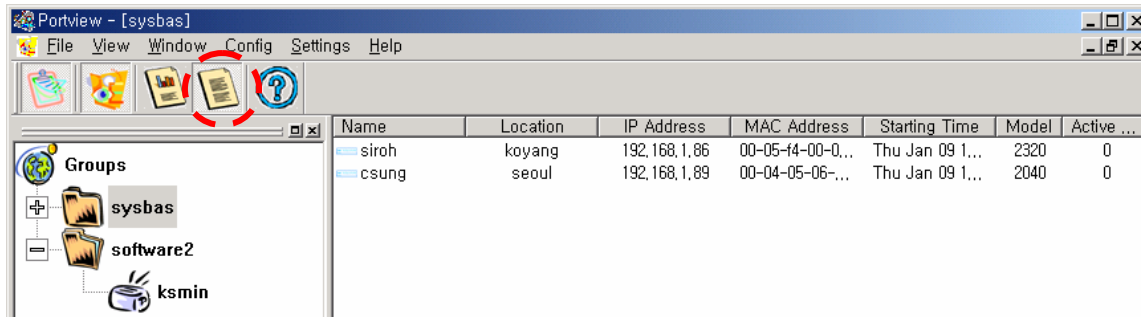 Portview - [sysbas]
File View Window Config Settings Help
Name Location IP Address MAC Address Starting Time Model Active ...
siroh koyang 192,168,1,86 00-05-f4-00-0... Thu Jan 09 1... 2320 0
csung seoul 192,168,1,89 00-04-05-06-... Thu Jan 09 1... 2040 0
Groups
sysbas
software2
ksmin